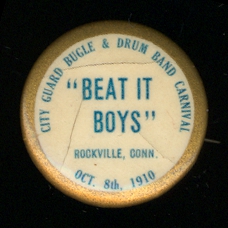 CITY GUARD BUGLE & DRUM BAND CARNIVAL
"BEAT IT
BOYS"
ROCKVILLE, CONN.
OCT. 8th, 1910